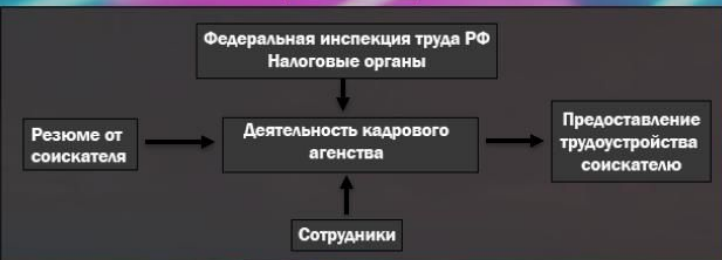 Федеральная инспекция труда РФ
Налоговые органы
Резюме от
соискателя
Деятельность кадрового
агенства
Предоставление
трудоустройства
соискателю
Сотрудники